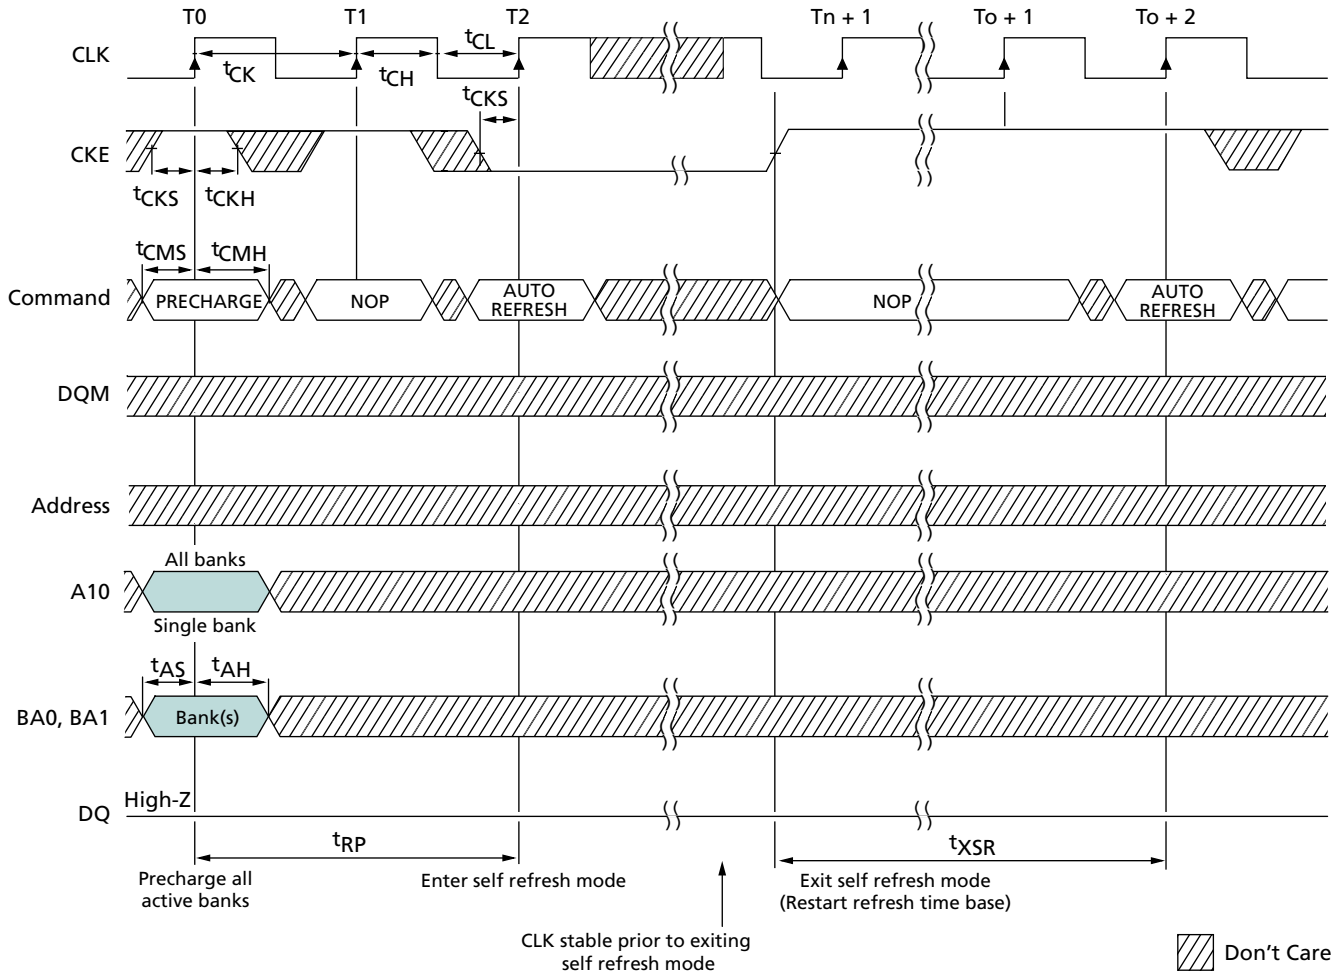 T0 T1 T2 Tn + 1 To + 1 To + 2
CLK
tCK tCH tCL
tCKS
CKE
tCKS tCKH
tCMS tCMH
Command PRECHARGE NOP AUTO REFRESH NOP AUTO REFRESH
DQM
Address
All banks
A10
Single bank
tAS tAH
BA0, BA1 Bank(s)
High-Z
DQ
tRP tXSR
Precharge all
active banks
Enter self refresh mode
Exit self refresh mode
(Restart refresh time base)
CLK stable prior to exiting
self refresh mode
Don't Care